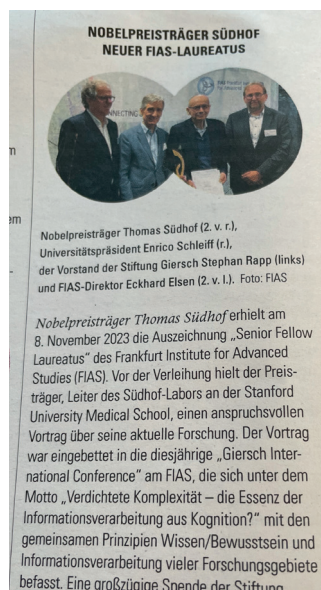 NOBELPREISTRÄGER SÜDHOF
NEUER FIAS-LAUREATUS
NNECTING
Nobelpreisträger Thomas Südhof (2. v. r.),
Universitätspräsident Enrico Schleiff (r.),
der Vorstand der Stiftung Giersch Stephan Rapp (links)
und FIAS-Direktor Eckhard Elsen (2. v. l.). Foto: FIAS
Nobelpreisträger Thomas Südhof erhielt am
8. November 2023 die Auszeichnung „Senior Fellow
Laureatus“ des Frankfurt Institute for Advanced
Studies (FIAS). Vor der Verleihung hielt der Preis-
träger, Leiter des Südhof-Labors an der Stanford
University Medical School, einen anspruchsvollen
Vortrag über seine aktuelle Forschung. Der Vortrag
war eingebettet in die diesjährige „Giersch Inter-
national Conference“ am FIAS, die sich unter dem
Motto „Verdichtete Komplexität – die Essenz der
Informationsverarbeitung aus Kognition?“ mit den
gemeinsamen Prinzipien Wissen/Bewusstsein und
Informationsverarbeitung vieler Forschungsgebiete
befasst. Eine großzügige Spende der Stiftung